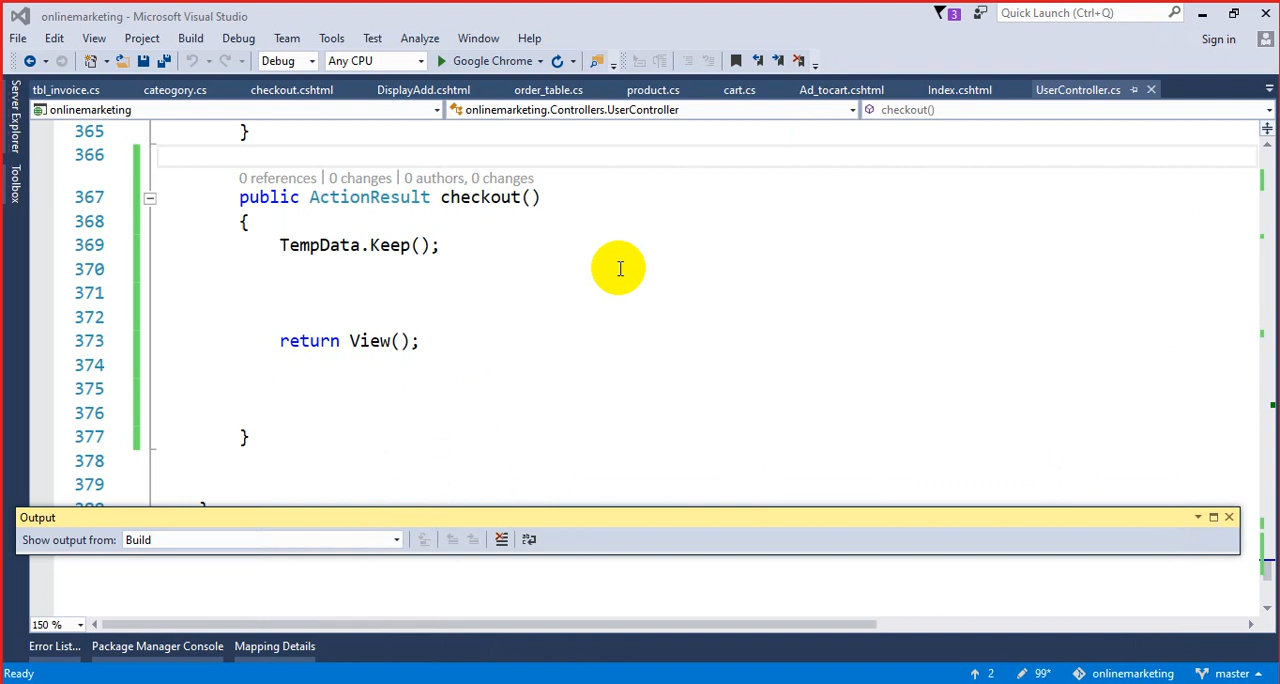 onlinemarketing - Microsoft Visual Studio
3
Quick Launch (Ctrl+Q)
File Edit View Project Build Debug Team Tools Test Analyze Window Help
Sign in
Debug Any CPU Google Chrome
tbl_invoice.cs cateogory.cs checkout.cshtml DisplayAdd.cshtml order_table.cs product.cs cart.cs Ad_tocart.cshtml Index.cshtml UserController.cs
onlinemarketing onlinemarketing.Controllers.UserController checkout()
Server Explorer
Toolbox
365 }
366
0 references | 0 changes | 0 authors, 0 changes
367 public ActionResult checkout()
368 {
369 TempData.Keep();
370
371
372
373 return View();
374
375
376
377 }
378
379
Output
Show output from: Build
150 %
Error List... Package Manager Console Mapping Details
Ready 2 99* onlinemarketing master